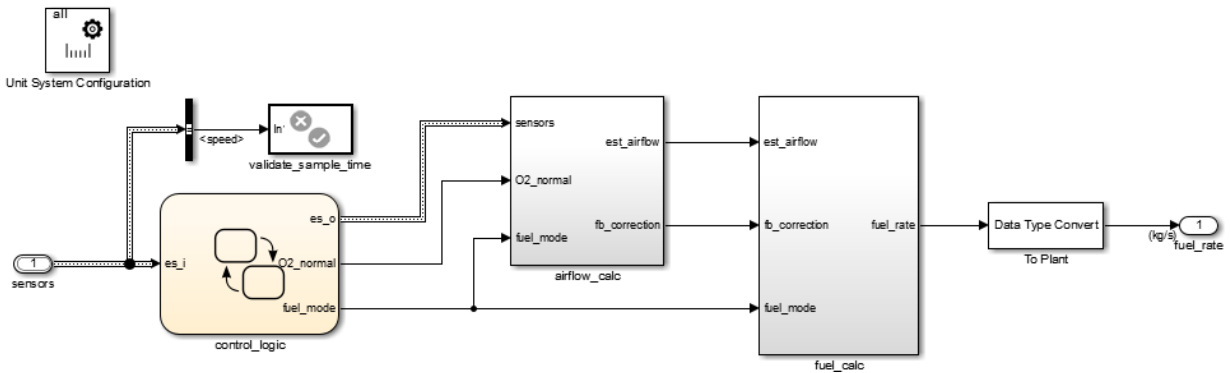 all
Unit System Configuration
<speed>
In
validate_sample_time
1
sensors
es_i
es_o
O2_normal
fuel_mode
control_logic
sensors
O2_normal
fuel_mode
est_airflow
fb_correction
airflow_calc
est_airflow
fb_correction
fuel_mode
fuel_rate
fuel_calc
Data Type Convert
To Plant
(kg/s)
1
fuel_rate